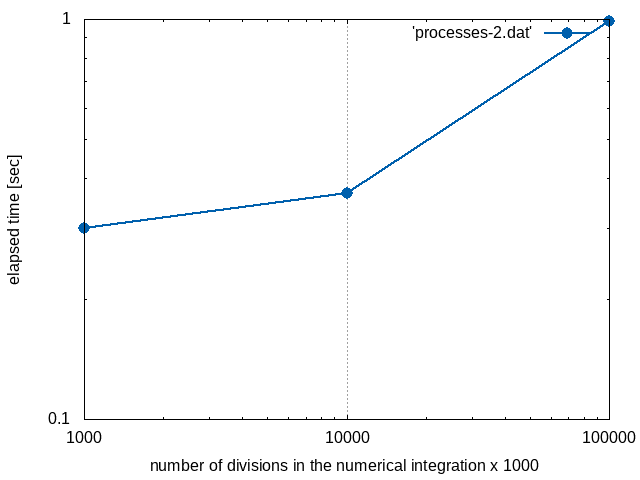 1
'processes-2.dat'
elapsed time [sec]
0.1
1000 10000 100000
number of divisions in the numerical integration x 1000